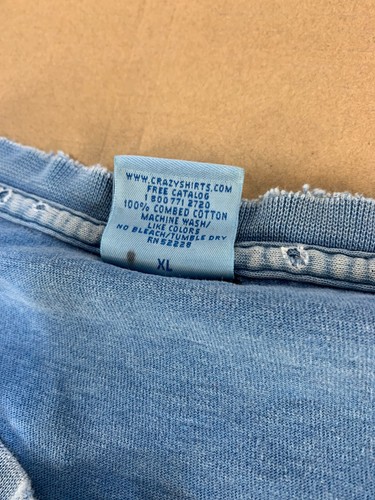 WWW.CRAZYSHIRTS.COM
FREE CATALOG
1 800 771 2720
100% COMBED COTTON
MACHINE WASH/
LIKE COLORS
NO BLEACH/TUMBLE DRY
RN52228
XL